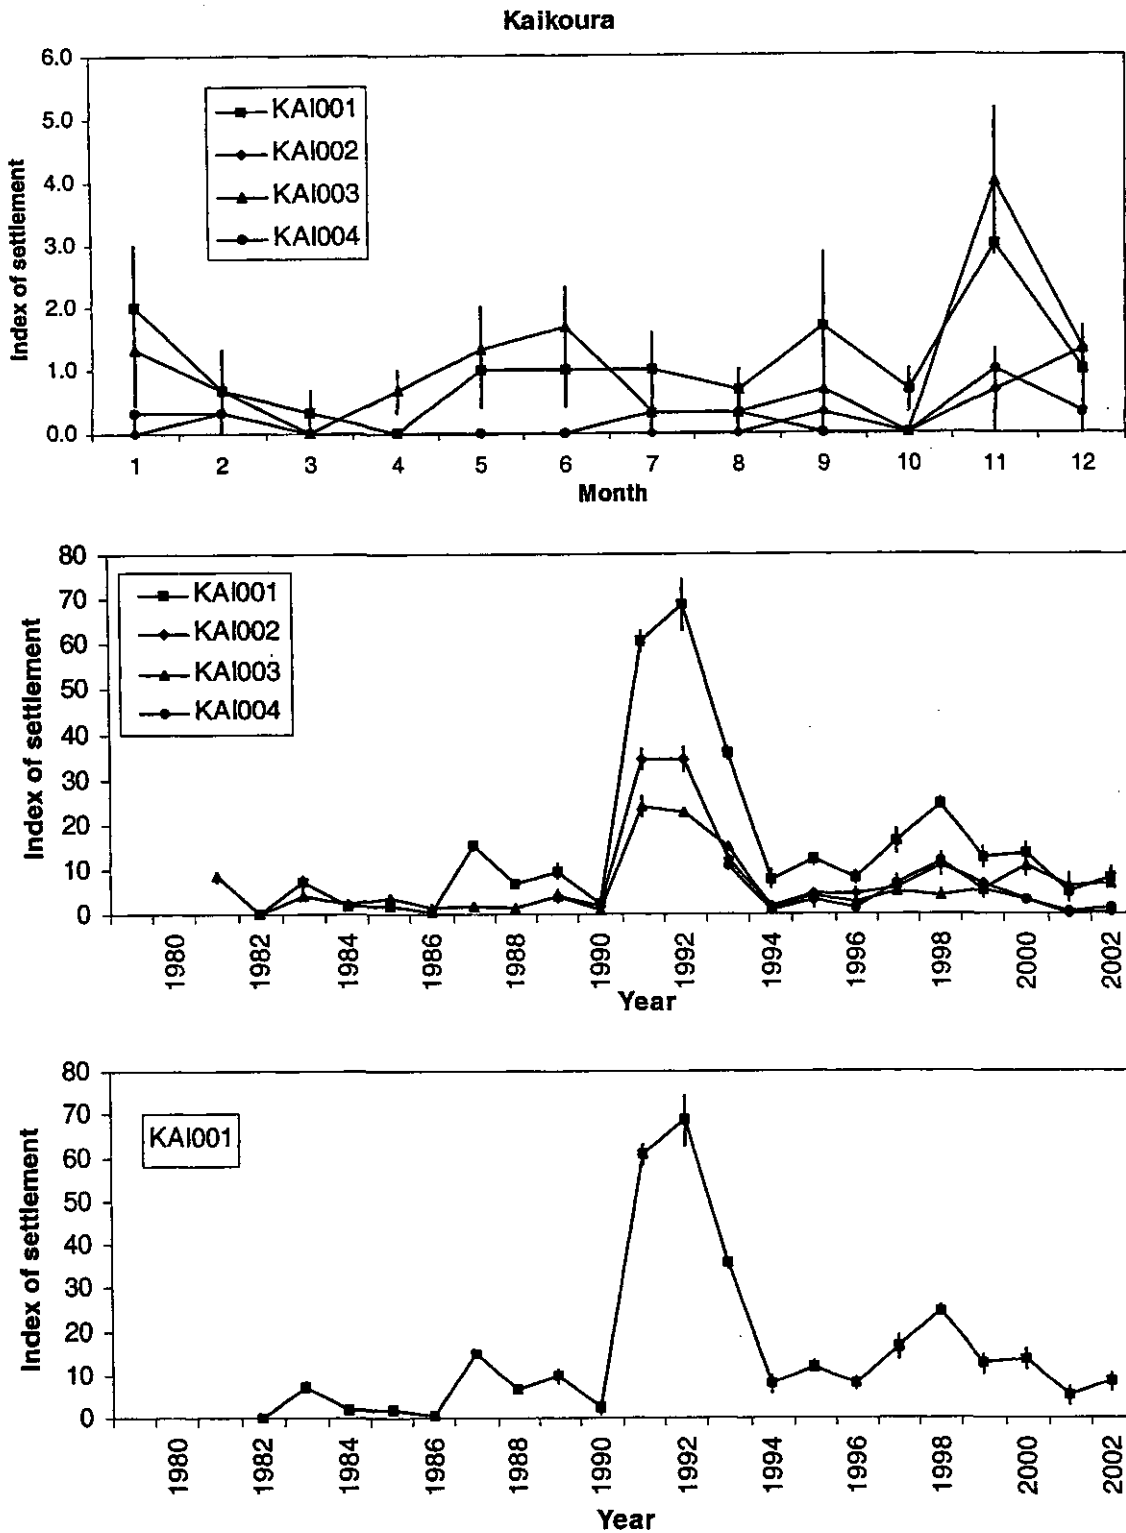 Kaikoura
6.0
5.0
4.0
3.0
2.0
1.0
0.0
Index of settlement
KAI001
KAI002
KAI003
KAI004
1 2 3 4 5 6 7 8 9 10 11 12
Month
80
70
60
50
40
30
20
10
0
Index of settlement
KAI001
KAI002
KAI003
KAI004
1980 1982 1984 1986 1988 1990 1992 1994 1996 1998 2000 2002
Year
80
70
60
50
40
30
20
10
0
Index of settlement
KAI001
1980 1982 1984 1986 1988 1990 1992 1994 1996 1998 2000 2002
Year